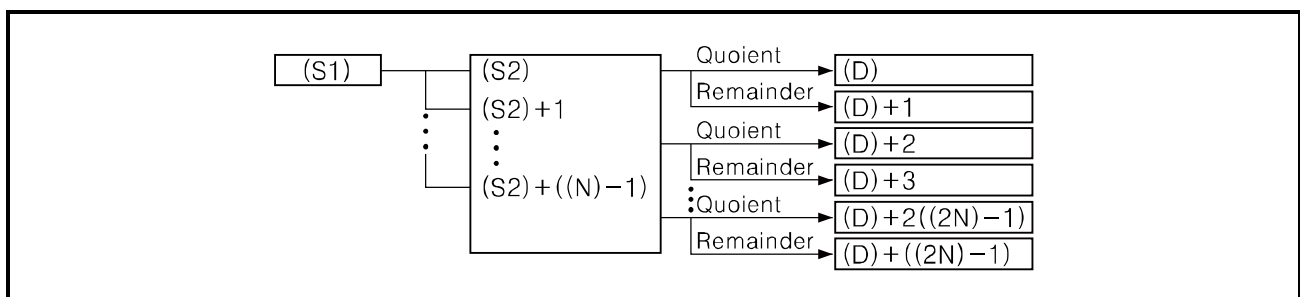 (S1)
(S2)
(S2)+1
(S2)+((N)-1)
Quoient
(D)
Remainder
(D)+1
Quoient
(D)+2
Remainder
(D)+3
Quoient
(D)+2((2N)-1)
Remainder
(D)+((2N)-1)